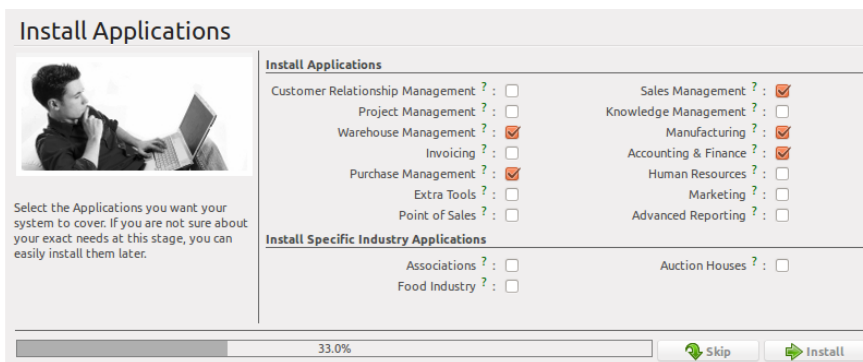 Install Applications
Install Applications
Customer Relationship Management ? : Sales Management ? :
Project Management ? : Knowledge Management ? :
Warehouse Management ? : Manufacturing ? :
Invoicing ? : Accounting & Finance ? :
Purchase Management ? : Human Resources ? :
Extra Tools ? : Marketing ? :
Point of Sales ? : Advanced Reporting ? :
Select the Applications you want your
system to cover. If you are not sure about
your exact needs at this stage, you can
easily install them later.
Install Specific Industry Applications
Associations ? : Auction Houses ? :
Food Industry ? :
33.0%
Skip
Install